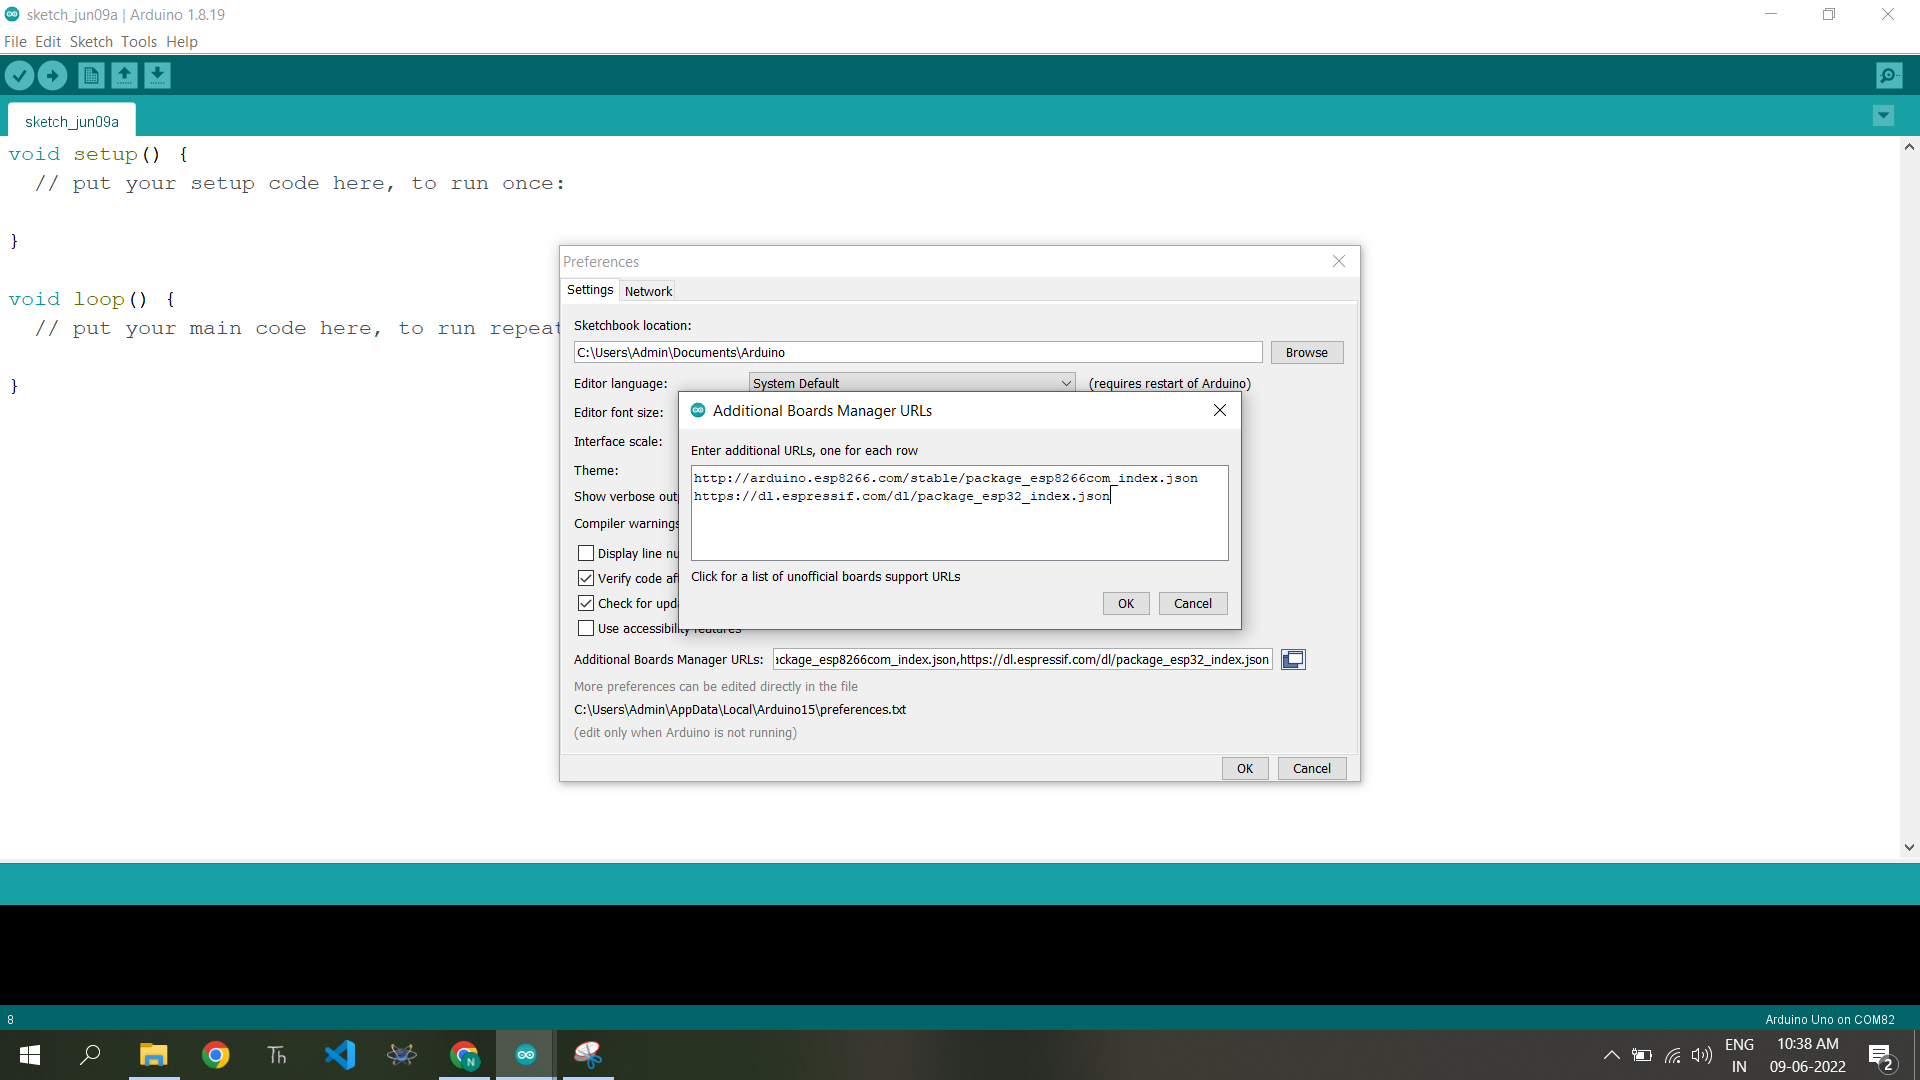 sketch_jun09a | Arduino 1.8.19
File Edit Sketch Tools Help
sketch_jun09a
void setup() {
// put your setup code here, to run once:
}
void loop() {
// put your main code here, to run repeat
}
Preferences
Settings Network
Sketchbook location:
C:\Users\Admin\Documents\Arduino Browse
Editor language: System Default (requires restart of Arduino)
Editor font size:
Interface scale:
Theme:
Show verbose out
Compiler warnings
Display line nu
Verify code aft
Check for upda
Use accessibility features
Additional Boards Manager URLs
Enter additional URLs, one for each row
http://arduino.esp8266.com/stable/package_esp8266com_index.json
https://dl.espressif.com/dl/package_esp32_index.json
Click for a list of unofficial boards support URLs
OK Cancel
Additional Boards Manager URLs: ackage_esp8266com_index.json,https://dl.espressif.com/dl/package_esp32_index.json
More preferences can be edited directly in the file
C:\Users\Admin\AppData\Local\Arduino15\preferences.txt
(edit only when Arduino is not running)
OK Cancel
8 Arduino Uno on COM82
Th
N
ENG
IN
10:38 AM
09-06-2022
2